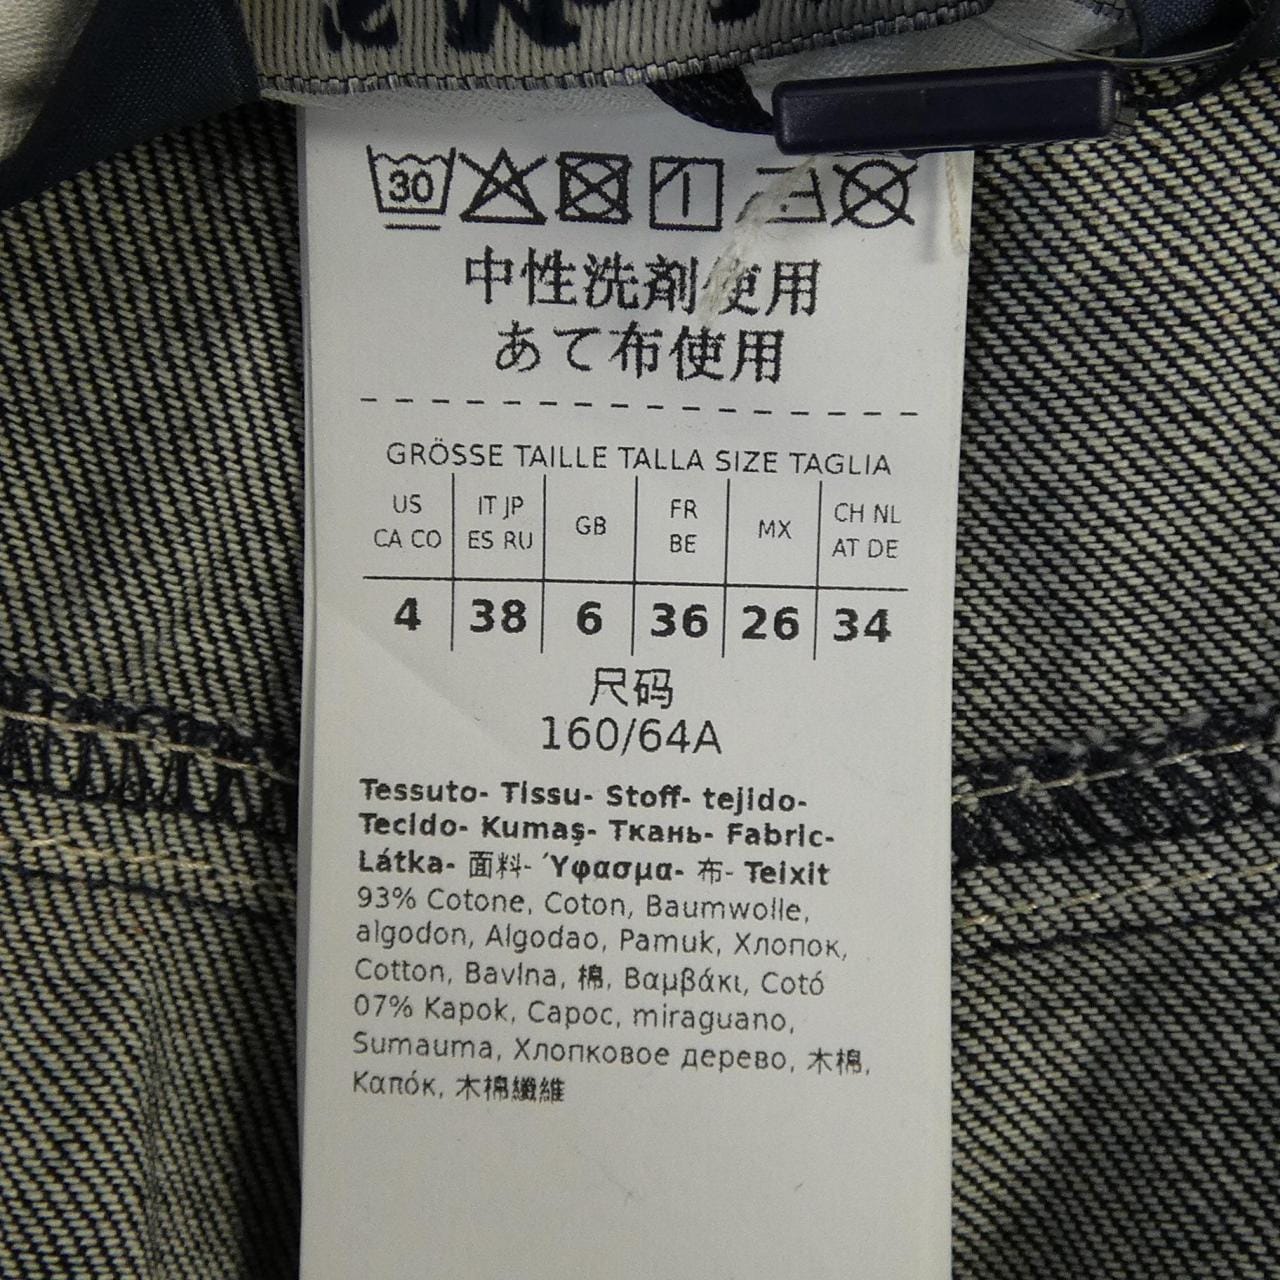 30
中性洗剤使用
あて布使用
GRÖSSE TAILLE TALLA SIZE TAGLIA
US CA CO | IT JP ES RU | GB | FR BE | MX | CH NL AT DE
4 | 38 | 6 | 36 | 26 | 34
尺码
160/64A
Tessuto- Tissu- Stoff- tejido-
Tecido- Kumaş- Ткань- Fabric-
Látka- 面料- Ύφασμα- 布- Teixit
93% Cotone, Coton, Baumwolle,
algodon, Algodao, Pamuk, Хлопок,
Cotton, Bavlna, 棉, Βαμβάκι, Cotó
07% Kapok, Capoc, miraguano,
Sumauma, Хлопковое дерево, 木棉,
Καπόκ, 木棉纖維